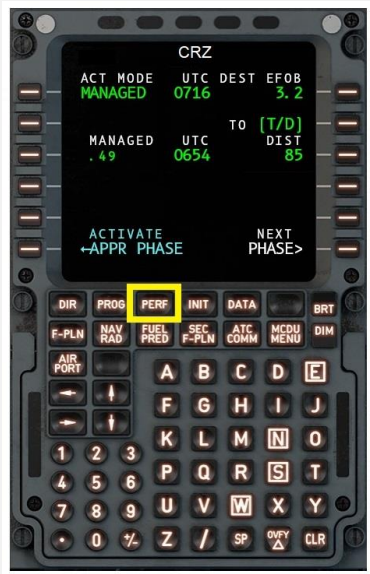 CRZ
ACT MODE UTC DEST EFOB
MANAGED 0716 3.2
TO [T/D]
MANAGED UTC DIST
.49 0654 85
ACTIVATE NEXT
←APPR PHASE PHASE>
DIR PROG PERF INIT DATA BRT
F-PLN NAV RAD FUEL PRED SEC F-PLN ATC COMM MCDU MENU DIM
AIR PORT
A B C D E
← ↑ F G H I J
→ ↓ K L M N O
1 2 3
4 5 6 P Q R S T
7 8 9 U V W X Y
. 0 +/- Z / SP OVFY △ CLR